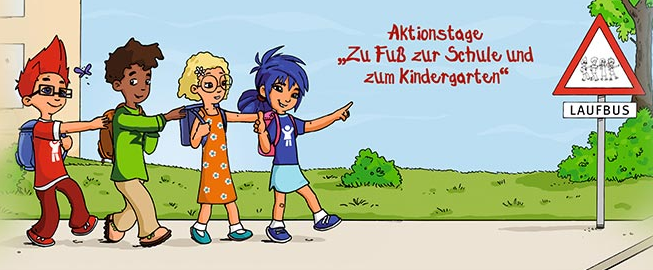 Aktionstage
„Zu Fuß zur Schule und
zum Kindergarten“
LAUFBUS